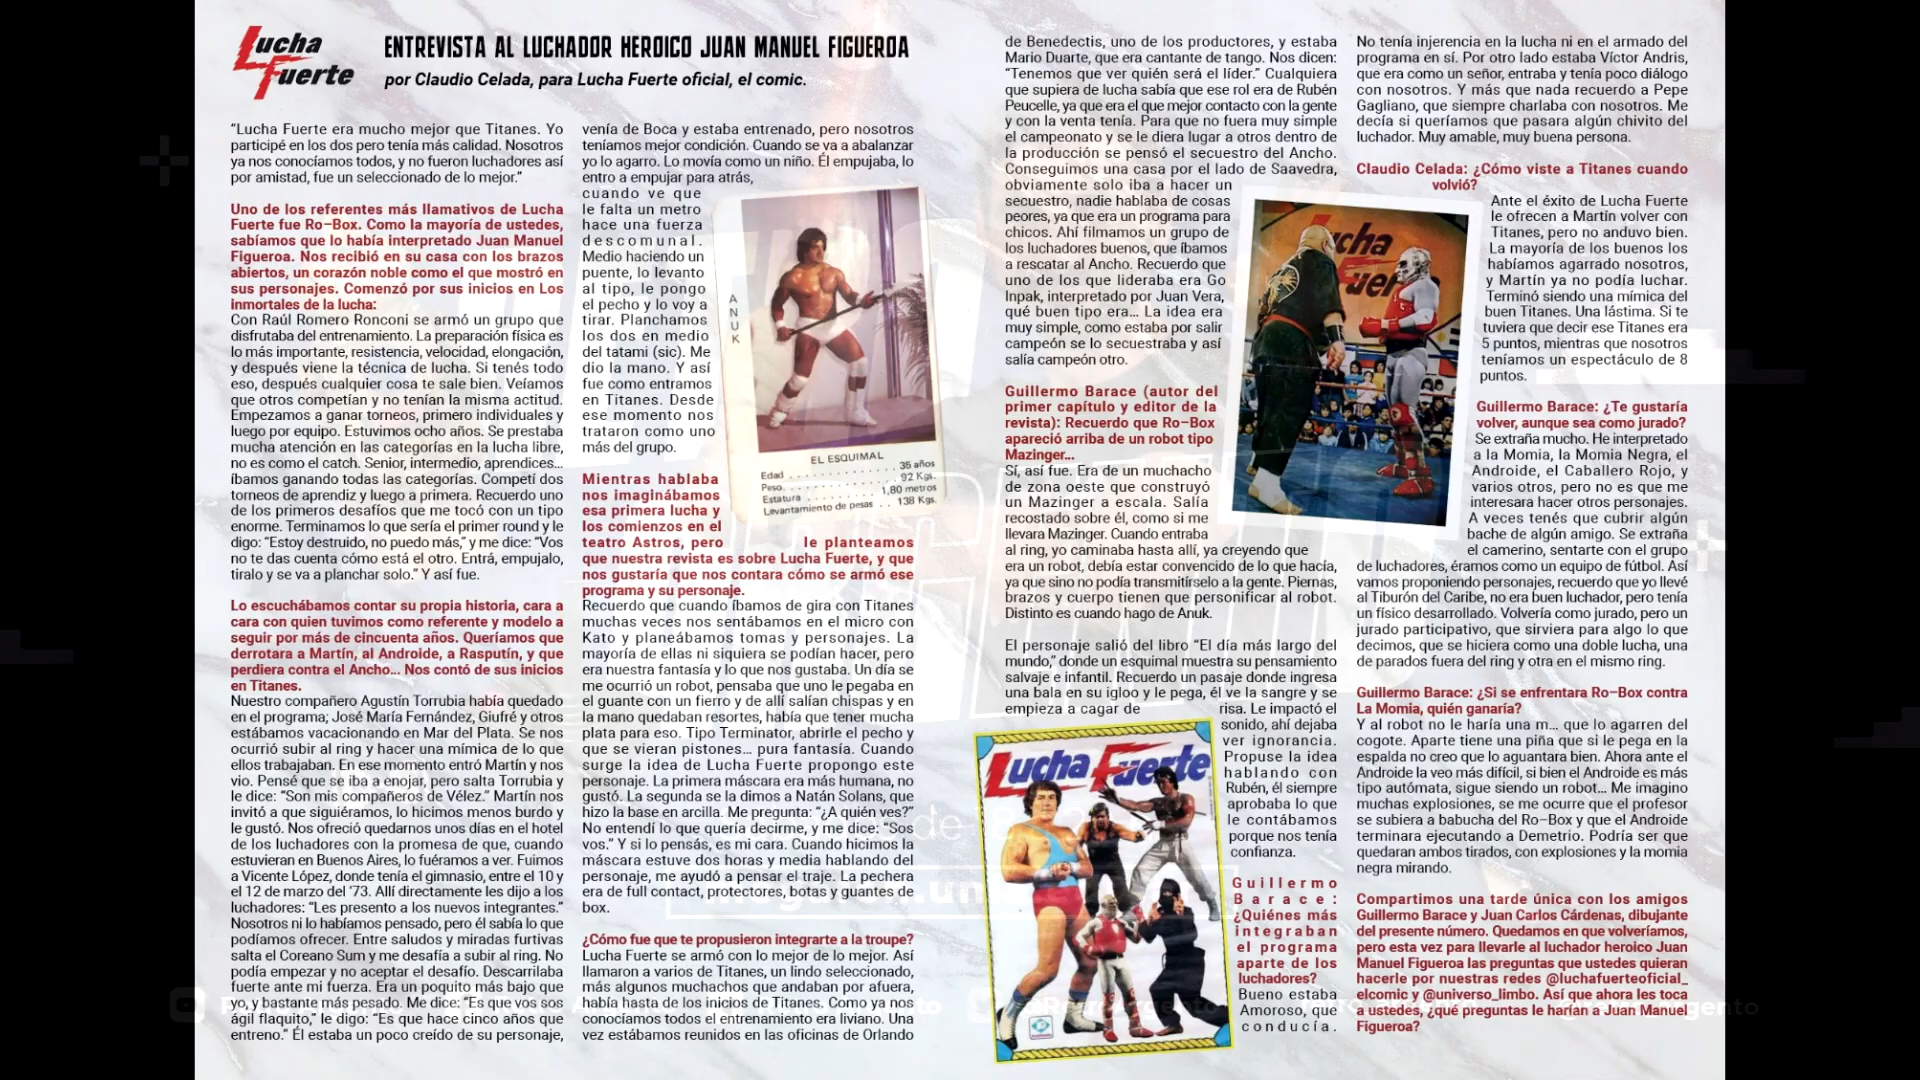 Lucha Fuerte
ENTREVISTA AL LUCHADOR HEROICO JUAN MANUEL FIGUEROA
por Claudio Celada, para Lucha Fuerte oficial, el comic.
“Lucha Fuerte era mucho mejor que Titanes. Yo
participé en los dos pero tenía más calidad. Nosotros
ya nos conocíamos todos, y no fueron luchadores así
por amistad, fue un seleccionado de lo mejor.”
Uno de los referentes más llamativos de Lucha
Fuerte fue Ro-Box. Como la mayoría de ustedes,
sabíamos que lo había interpretado Juan Manuel
Figueroa. Nos recibió en su casa con los brazos
abiertos, un corazón noble como el que mostró en
sus personajes. Comenzó por sus inicios en Los
inmortales de la lucha:
Con Raúl Romero Ronconi se armó un grupo que
disfrutaba del entrenamiento. La preparación física es
lo más importante, resistencia, velocidad, elongación,
y después viene la técnica de lucha. Si tenés todo
eso, después cualquier cosa te sale bien. Veíamos
que otros competían y no tenían la misma actitud.
Empezamos a ganar torneos, primero individuales y
luego por equipo. Estuvimos ocho años. Se prestaba
mucha atención en las categorías en la lucha libre,
no es como el catch. Senior, intermedio, aprendices...
íbamos ganando todas las categorías. Competí dos
torneos de aprendiz y luego a primera. Recuerdo uno
de los primeros desafíos que me tocó con un tipo
enorme. Terminamos lo que sería el primer round y le
digo: “Estoy destruido, no puedo más,” y me dice: “Vos
no te das cuenta cómo está el otro. Entrá, empujalo,
tiralo y se va a planchar solo.” Y así fue.
Lo escuchábamos contar su propia historia, cara a
cara con quien tuvimos como referente y modelo a
seguir por más de cincuenta años. Queríamos que
derrotara a Martín, al Androide, a Rasputín, y que
perdiera contra el Ancho... Nos contó de sus inicios
en Titanes.
Nuestro compañero Agustín Torrubia había quedado
en el programa; José María Fernández, Giufré y otros
estábamos vacacionando en Mar del Plata. Se nos
ocurrió subir al ring y hacer una mímica de lo que
ellos trabajaban. En ese momento entró Martín y nos
vio. Pensé que se iba a enojar, pero salta Torrubia y
le dice: “Son mis compañeros de Vélez.” Martín nos
invitó a que siguiéramos, lo hicimos menos burdo y
le gustó. Nos ofreció quedarnos unos días en el hotel
de los luchadores con la promesa de que, cuando
estuvieran en Buenos Aires, lo fuéramos a ver. Fuimos
a Vicente López, donde tenía el gimnasio, entre el 10 y
el 12 de marzo del ‘73. Allí directamente les dijo a los
luchadores: “Les presento a los nuevos integrantes.”
Nosotros ni lo habíamos pensado, pero él sabía lo que
podíamos ofrecer. Entre saludos y miradas furtivas
salta el Coreano Sum y me desafía a subir al ring. No
podía empezar y no aceptar el desafío. Descarrilaba
fuerte ante mi fuerza. Era un poquito más bajo que
yo, y bastante más pesado. Me dice: “Es que vos sos
ágil flaquito,” le digo: “Es que hace cinco años que
entreno.” Él estaba un poco creído de su personaje,
venía de Boca y estaba entrenado, pero nosotros
teníamos mejor condición. Cuando se va a abalanzar
yo lo agarro. Lo movía como un niño. Él empujaba, lo
entro a empujar para atrás,
cuando ve que
le falta un metro
hace una fuerza
descomunal.
Medio haciendo un
puente, lo levanto
al tipo, le pongo
el pecho y lo voy a
tirar. Planchamos
los dos en medio
del tatami (sic). Me
dio la mano. Y así
fue como entramos
en Titanes. Desde
ese momento nos
trataron como uno
más del grupo.
ANUK
EL ESQUIMAL
Edad . . . . 35 años
Peso . . . . 92 Kgs.
Estatura . . . . 1,80 metros
Levantamiento de pesas . . 138 Kgs.
Mientras hablaba
nos imaginábamos
esa primera lucha y
los comienzos en el
teatro Astros, pero le planteamos
que nuestra revista es sobre Lucha Fuerte, y que
nos gustaría que nos contara cómo se armó ese
programa y su personaje.
Recuerdo que cuando íbamos de gira con Titanes
muchas veces nos sentábamos en el micro con
Kato y planeábamos tomas y personajes. La
mayoría de ellas ni siquiera se podían hacer, pero
era nuestra fantasía y lo que nos gustaba. Un día se
me ocurrió un robot, pensaba que uno le pegaba en
el guante con un fierro y de allí salían chispas y en
la mano quedaban resortes, había que tener mucha
plata para eso. Tipo Terminator, abrirle el pecho y
que se vieran pistones... pura fantasía. Cuando
surge la idea de Lucha Fuerte propongo este
personaje. La primera máscara era más humana, no
gustó. La segunda se la dimos a Natán Solans, que
hizo la base en arcilla. Me pregunta: “¿A quién ves?”
No entendí lo que quería decirme, y me dice: “Sos
vos.” Y si lo pensás, es mi cara. Cuando hicimos la
máscara estuve dos horas y media hablando del
personaje, me ayudó a pensar el traje. La pechera
era de full contact, protectores, botas y guantes de
box.
¿Cómo fue que te propusieron integrarte a la troupe?
Lucha Fuerte se armó con lo mejor de lo mejor. Así
llamaron a varios de Titanes, un lindo seleccionado,
más algunos muchachos que andaban por afuera,
había hasta de los inicios de Titanes. Como ya nos
conocíamos todos el entrenamiento era liviano. Una
vez estábamos reunidos en las oficinas de Orlando
de Benedectis, uno de los productores, y estaba
Mario Duarte, que era cantante de tango. Nos dicen:
“Tenemos que ver quién será el líder.” Cualquiera
que supiera de lucha sabía que ese rol era de Rubén
Peucelle, ya que era el que mejor contacto con la gente
y con la venta tenía. Para que no fuera muy simple
el campeonato y se le diera lugar a otros dentro de
la producción se pensó el secuestro del Ancho.
Conseguimos una casa por el lado de Saavedra,
obviamente solo iba a hacer un
secuestro, nadie hablaba de cosas
peores, ya que era un programa para
chicos. Ahí filmamos un grupo de
los luchadores buenos, que íbamos
a rescatar al Ancho. Recuerdo que
uno de los que lideraba era Go
Inpak, interpretado por Juan Vera,
qué buen tipo era... La idea era
muy simple, como estaba por salir
campeón se lo secuestraba y así
salía campeón otro.
Guillermo Barace (autor del
primer capítulo y editor de la
revista): Recuerdo que Ro-Box
apareció arriba de un robot tipo
Mazinger...
Sí, así fue. Era de un muchacho
de zona oeste que construyó
un Mazinger a escala. Salía
recostado sobre él, como si me
llevara Mazinger. Cuando entraba
al ring, yo caminaba hasta allí, ya creyendo que
era un robot, debía estar convencido de lo que hacía,
ya que sino no podía transmitírselo a la gente. Piernas,
brazos y cuerpo tienen que personificar al robot.
Distinto es cuando hago de Anuk.
El personaje salió del libro “El día más largo del
mundo,” donde un esquimal muestra su pensamiento
salvaje e infantil. Recuerdo un pasaje donde ingresa
una bala en su igloo y le pega, él ve la sangre y se
empieza a cagar de risa. Le impactó el
sonido, ahí dejaba
ver ignorancia.
Propuse la idea
hablando con
Rubén, él siempre
aprobaba lo que
le contábamos
porque nos tenía
confianza.
Lucha Fuerte
Guillermo
Barace:
¿Quiénes más
integraban
el programa
aparte de los
luchadores?
Bueno estaba
Amoroso, que
conducía.
No tenía injerencia en la lucha ni en el armado del
programa en sí. Por otro lado estaba Víctor Andris,
que era como un señor, entraba y tenía poco diálogo
con nosotros. Y más que nada recuerdo a Pepe
Gagliano, que siempre charlaba con nosotros. Me
decía si queríamos que pasara algún chivito del
luchador. Muy amable, muy buena persona.
Claudio Celada: ¿Cómo viste a Titanes cuando
volvió?
Ante el éxito de Lucha Fuerte
le ofrecen a Martín volver con
Titanes, pero no anduvo bien.
La mayoría de los buenos los
habíamos agarrado nosotros,
y Martín ya no podía luchar.
Terminó siendo una mímica del
buen Titanes. Una lástima. Si te
tuviera que decir ese Titanes era
5 puntos, mientras que nosotros
teníamos un espectáculo de 8
puntos.
Guillermo Barace: ¿Te gustaría
volver, aunque sea como jurado?
Se extraña mucho. He interpretado
a la Momia, la Momia Negra, el
Androide, el Caballero Rojo, y
varios otros, pero no es que me
interesara hacer otros personajes.
A veces tenés que cubrir algún
bache de algún amigo. Se extraña
el camerino, sentarte con el grupo
de luchadores, éramos como un equipo de fútbol. Así
vamos proponiendo personajes, recuerdo que yo llevé
al Tiburón del Caribe, no era buen luchador, pero tenía
un físico desarrollado. Volvería como jurado, pero un
jurado participativo, que sirviera para algo lo que
decimos, que se hiciera como una doble lucha, una
de parados fuera del ring y otra en el mismo ring.
Guillermo Barace: ¿Si se enfrentara Ro-Box contra
La Momia, quién ganaría?
Y al robot no le haría una m... que lo agarren del
cogote. Aparte tiene una piña que si le pega en la
espalda no creo que lo aguantara bien. Ahora ante el
Androide la veo más difícil, si bien el Androide es más
tipo autómata, sigue siendo un robot... Me imagino
muchas explosiones, se me ocurre que el profesor
se subiera a babucha del Ro-Box y que el Androide
terminara ejecutando a Demetrio. Podría ser que
quedaran ambos tirados, con explosiones y la momia
negra mirando.
Compartimos una tarde única con los amigos
Guillermo Barace y Juan Carlos Cárdenas, dibujante
del presente número. Quedamos en que volveríamos,
pero esta vez para llevarle al luchador heroico Juan
Manuel Figueroa las preguntas que ustedes quieran
hacerle por nuestras redes @luchafuerteoficial_
elcomic y @universo_limbo. Así que ahora les toca
a ustedes, ¿qué preguntas le harían a Juan Manuel
Figueroa?